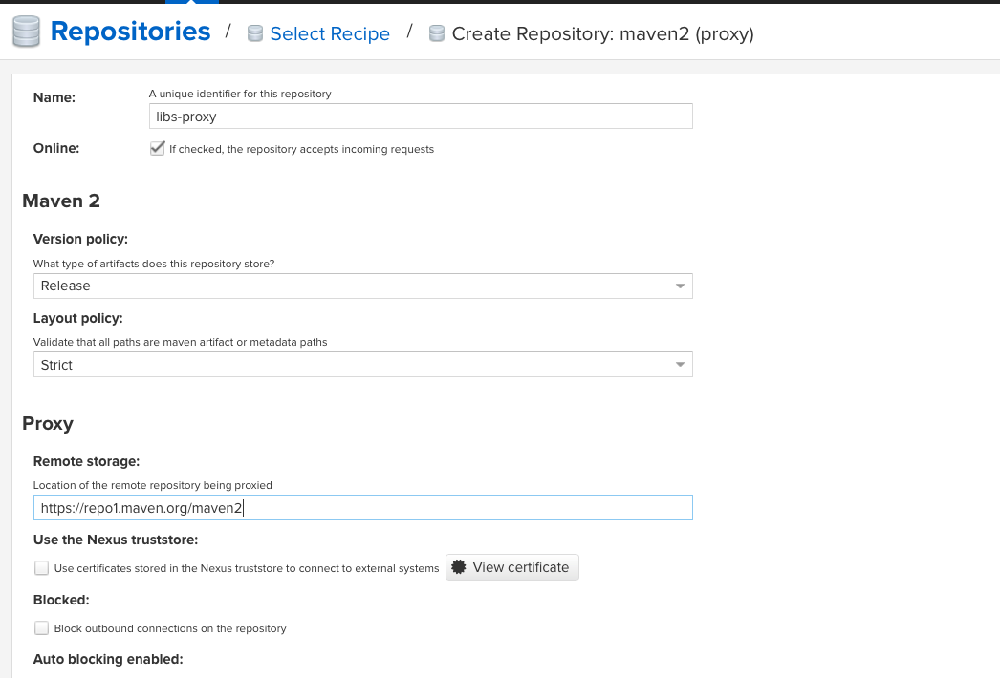 Repositories / Select Recipe / Create Repository: maven2 (proxy)
Name:
A unique identifier for this repository
libs-proxy
Online:
If checked, the repository accepts incoming requests
Maven 2
Version policy:
What type of artifacts does this repository store?
Release
Layout policy:
Validate that all paths are maven artifact or metadata paths
Strict
Proxy
Remote storage:
Location of the remote repository being proxied
https://repo1.maven.org/maven2
Use the Nexus truststore:
Use certificates stored in the Nexus truststore to connect to external systems View certificate
Blocked:
Block outbound connections on the repository
Auto blocking enabled: